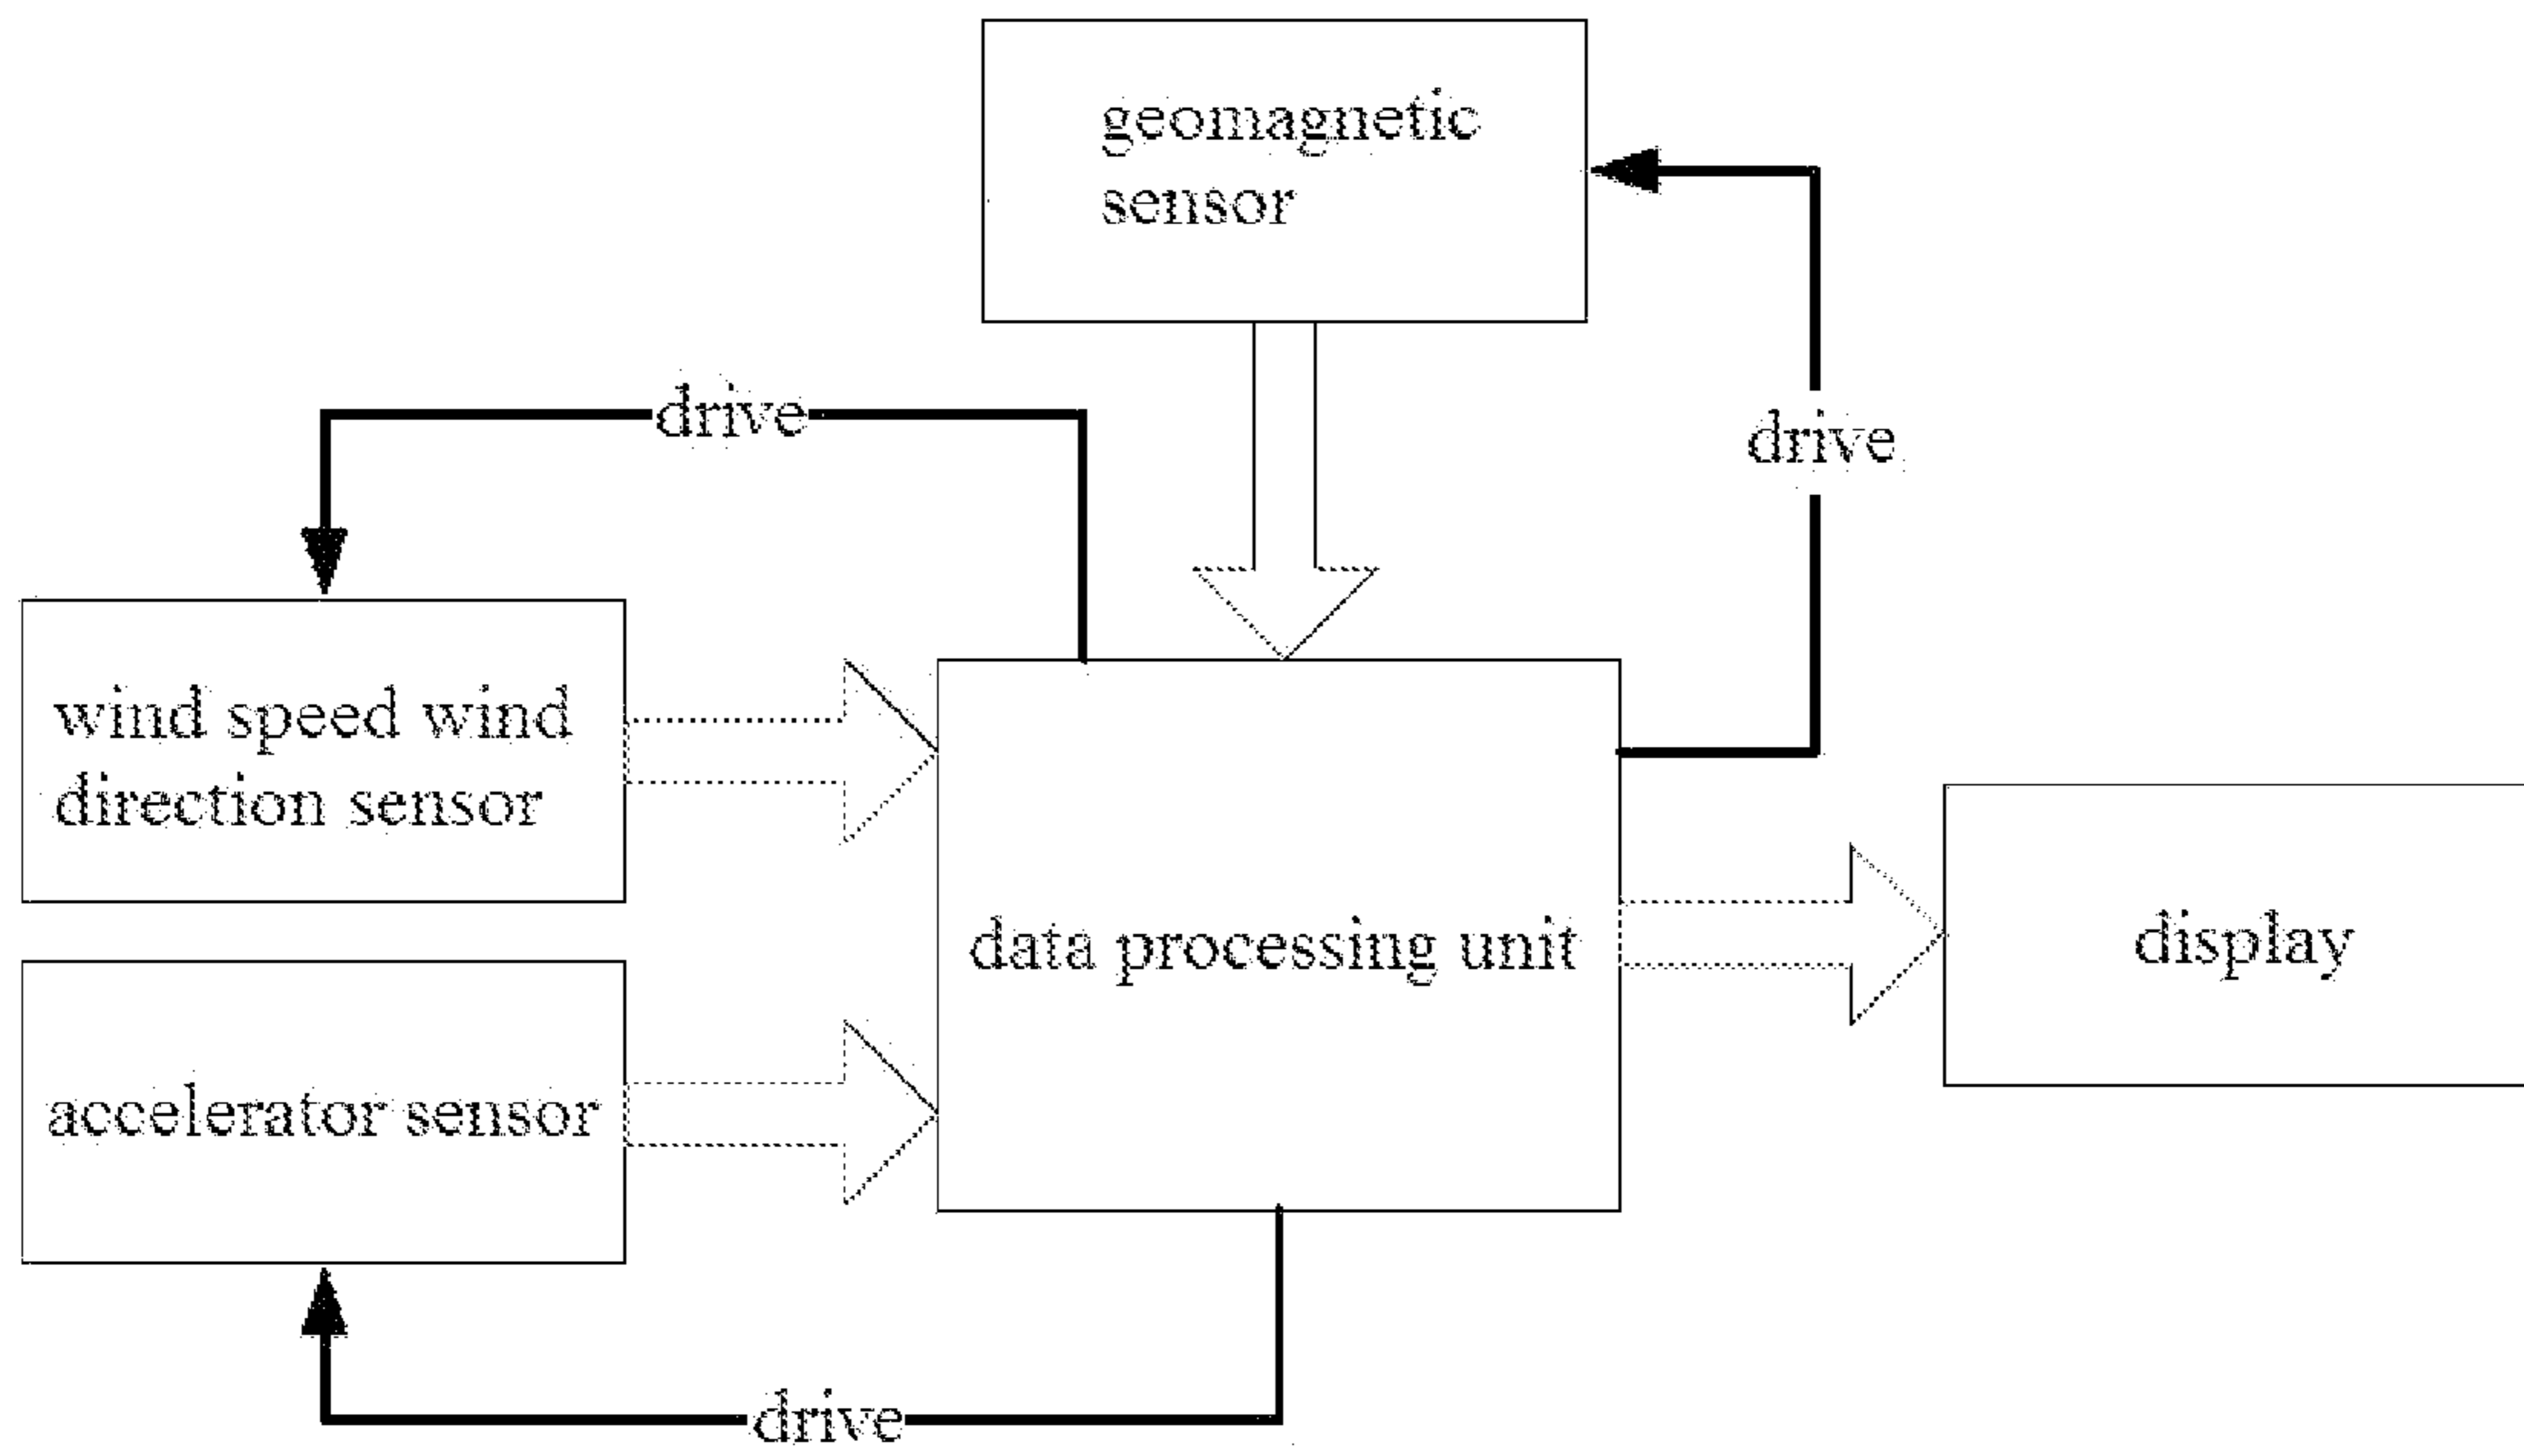 geomagnetic
sensor
drive
drive
wind speed wind
direction sensor
data processing unit
display
accelerator sensor
drive